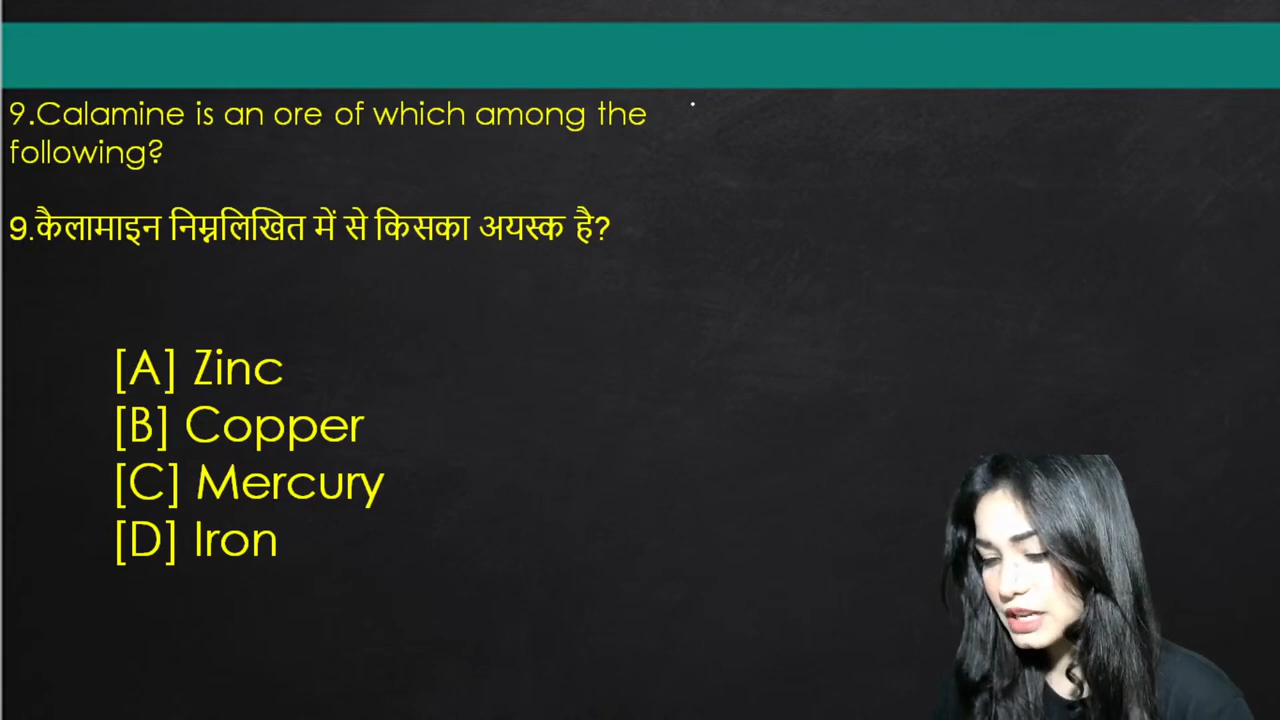 9.Calamine is an ore of which among the
following?
9.कैलामाइन निम्नलिखित में से किसका अयस्क है?
[A] Zinc
[B] Copper
[C] Mercury
[D] Iron